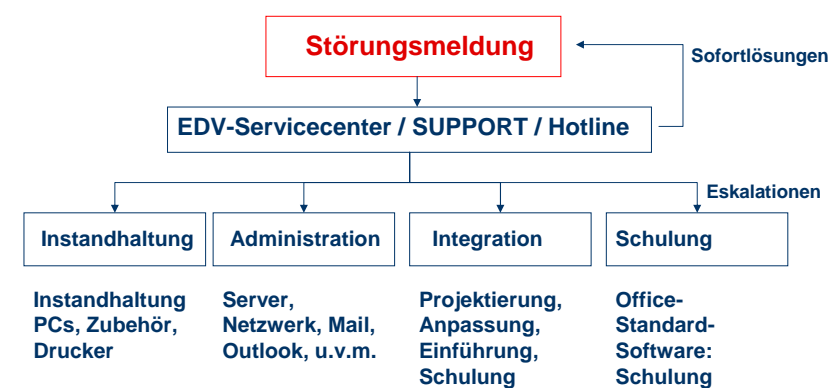 Störungsmeldung
Sofortlösungen
EDV-Servicecenter / SUPPORT / Hotline
Eskalationen
Instandhaltung
Administration
Integration
Schulung
Instandhaltung
PCs, Zubehör,
Drucker
Server,
Netzwerk, Mail,
Outlook, u.v.m.
Projektierung,
Anpassung,
Einführung,
Schulung
Office-
Standard-
Software:
Schulung